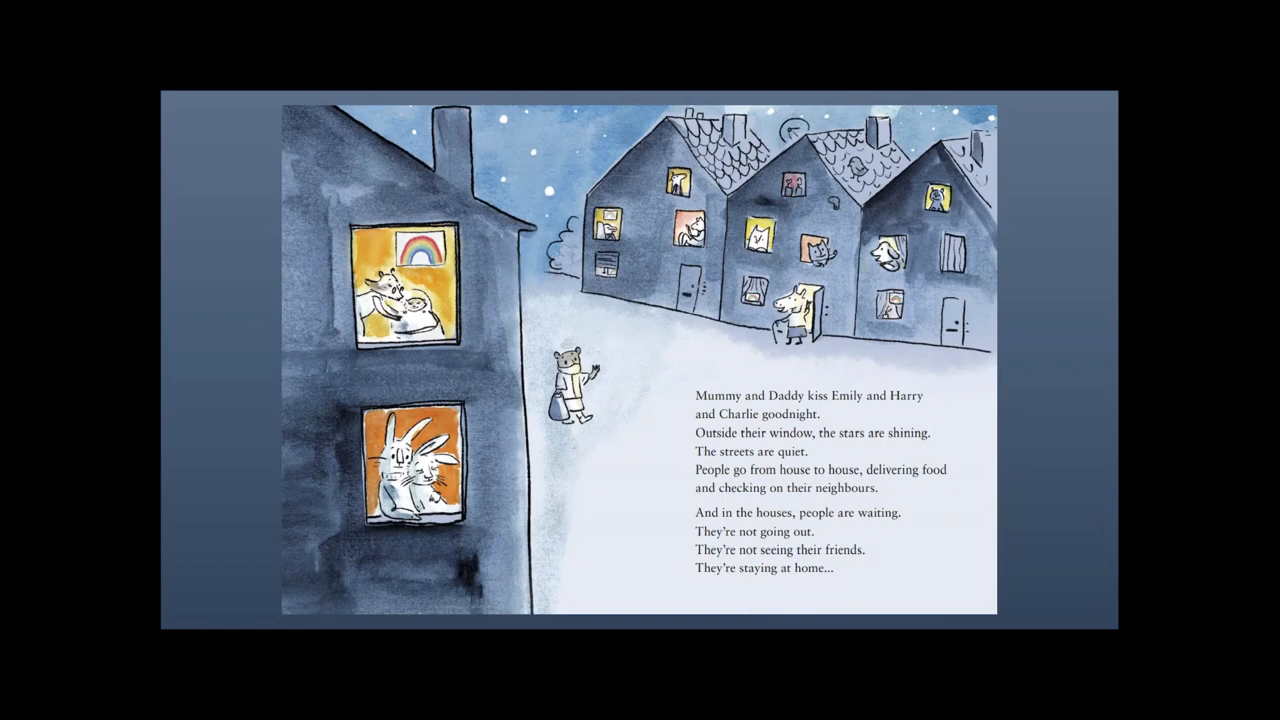 Mummy and Daddy kiss Emily and Harry
and Charlie goodnight.
Outside their window, the stars are shining.
The streets are quiet.
People go from house to house, delivering food
and checking on their neighbours.
And in the houses, people are waiting.
They're not going out.
They're not seeing their friends.
They're staying at home...